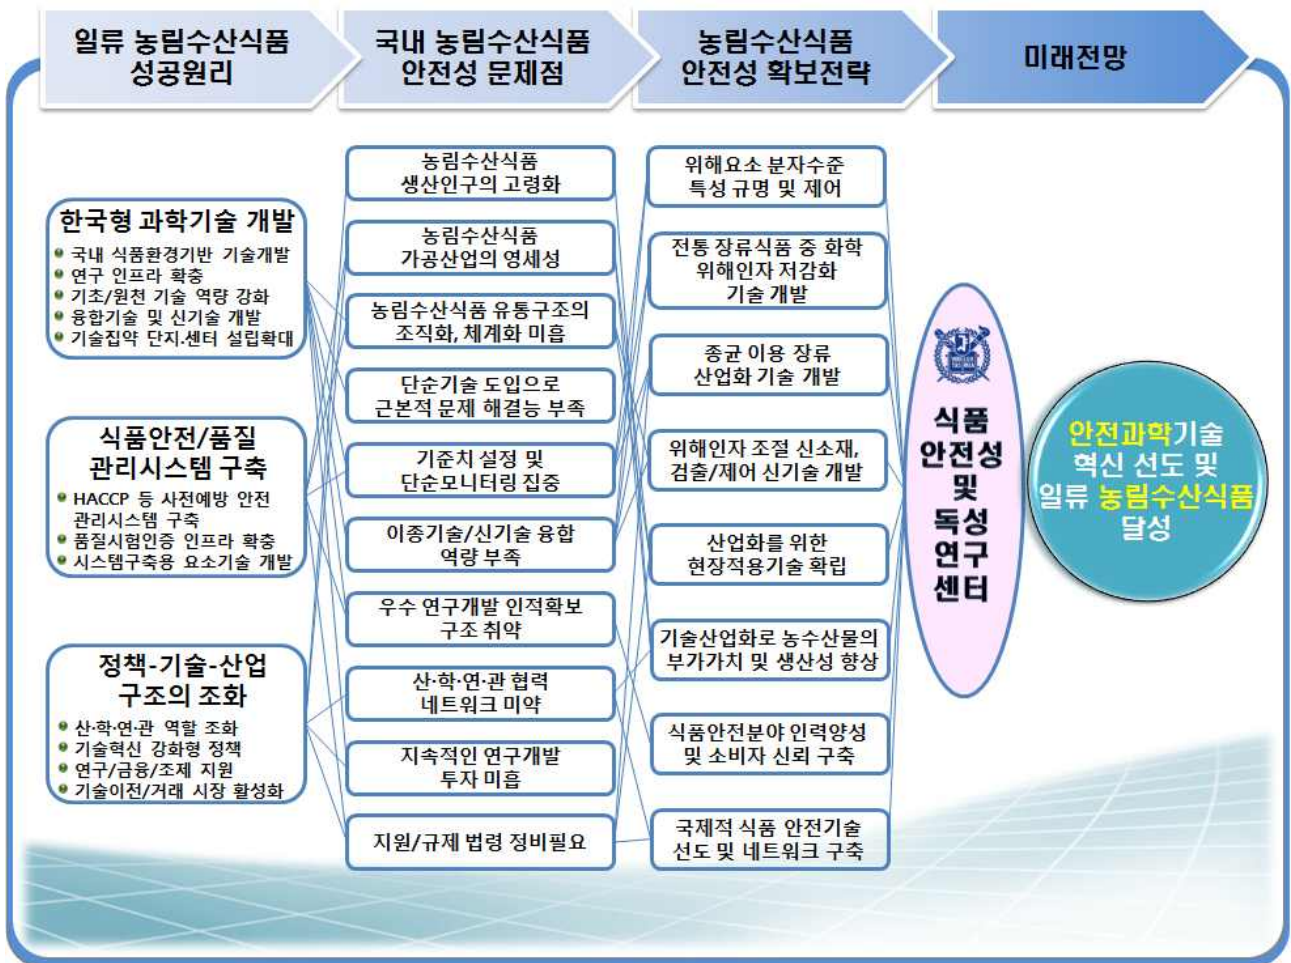 일류 농림수산식품
성공원리
국내 농림수산식품
안전성 문제점
농림수산식품
안전성 확보전략
미래전망
한국형 과학기술 개발
국내 식품환경기반 기술개발
연구 인프라 확충
기초/원천 기술 역량 강화
융합기술 및 신기술 개발
기술집약 단지.센터 설립확대
식품안전/품질
관리시스템 구축
HACCP 등 사전예방 안전
관리시스템 구축
품질시험인증 인프라 확충
시스템구축용 요소기술 개발
정책-기술-산업
구조의 조화
산·학·연·관 역할 조화
기술혁신 강화형 정책
연구/금융/조제 지원
기술이전/거래 시장 활성화
농림수산식품
생산인구의 고령화
농림수산식품
가공산업의 영세성
농림수산식품 유통구조의
조직화, 체계화 미흡
단순기술 도입으로
근본적 문제 해결능 부족
기준치 설정 및
단순모니터링 집중
이종기술/신기술 융합
역량 부족
우수 연구개발 인적확보
구조 취약
산·학·연·관 협력
네트워크 미약
지속적인 연구개발
투자 미흡
지원/규제 법령 정비필요
위해요소 분자수준
특성 규명 및 제어
전통 장류식품 중 화학
위해인자 저감화
기술 개발
종균 이용 장류
산업화 기술 개발
위해인자 조절 신소재,
검출/제어 신기술 개발
산업화를 위한
현장적용기술 확립
기술산업화로 농수산물의
부가가치 및 생산성 향상
식품안전분야 인력양성
및 소비자 신뢰 구축
국제적 식품 안전기술
선도 및 네트워크 구축
식품
안전성
및
독성
연구
센터
안전과학기술
혁신 선도 및
일류 농림수산식품
달성